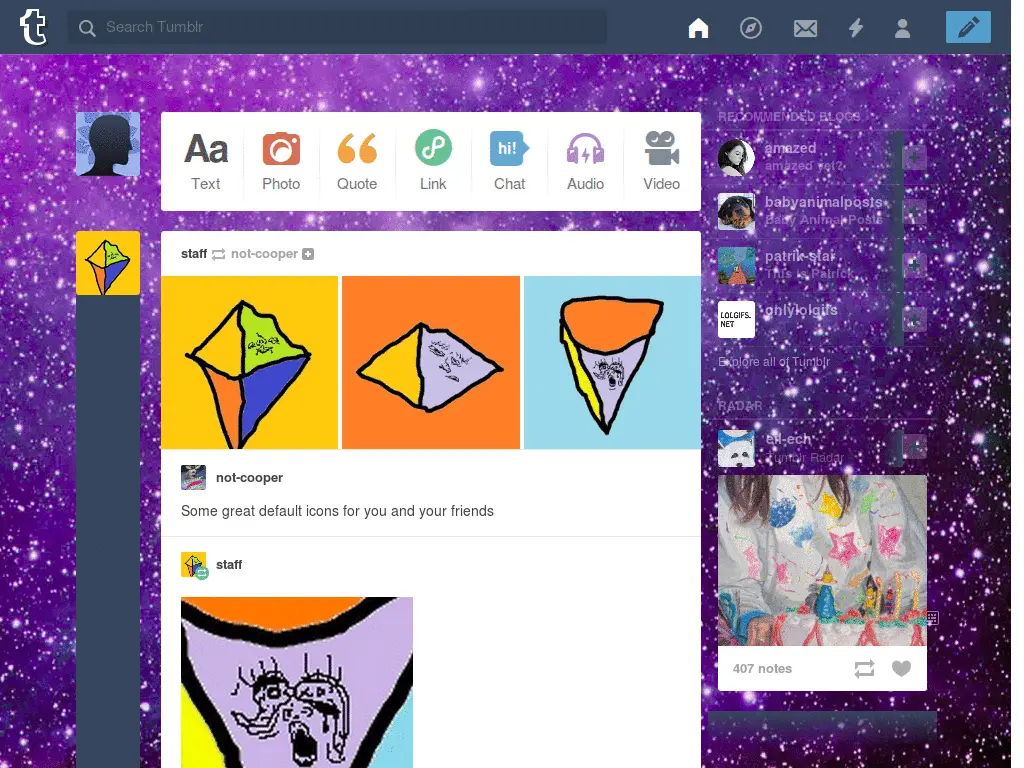 Search Tumblr
Aa
hi!
Text
Photo
Quote
Link
Chat
Audio
Video
RECOMMENDED BLOGS
amazed
amazed yet?
babyanimalposts
Baby Animal Posts
patrik-star
This is Patrick
LOLGIFS.
NET
onlylolgifs
Explore all of Tumblr
staff not-cooper
not-cooper
Some great default icons for you and your friends
staff
RADAR
ell-ech
Tumblr Radar
407 notes